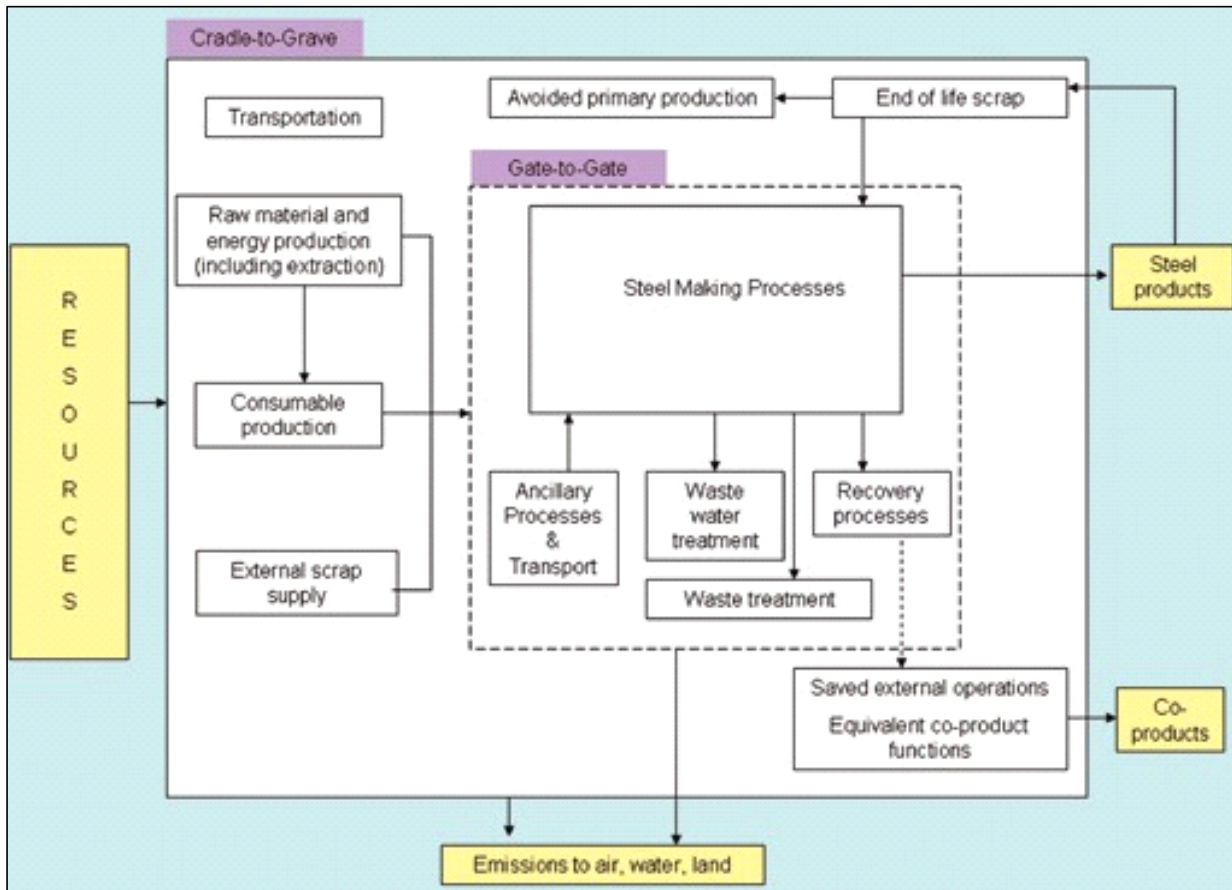 Cradle-to-Grave
Transportation
Avoided primary production
End of life scrap
Gate-to-Gate
Raw material and
energy production
(including extraction)
Steel Making Processes
Steel
products
R
E
S
O
U
R
C
E
S
Consumable
production
External scrap
supply
Ancillary
Processes
&
Transport
Waste
water
treatment
Recovery
processes
Waste treatment
Saved external operations
Equivalent co-product
functions
Co-
products
Emissions to air, water, land